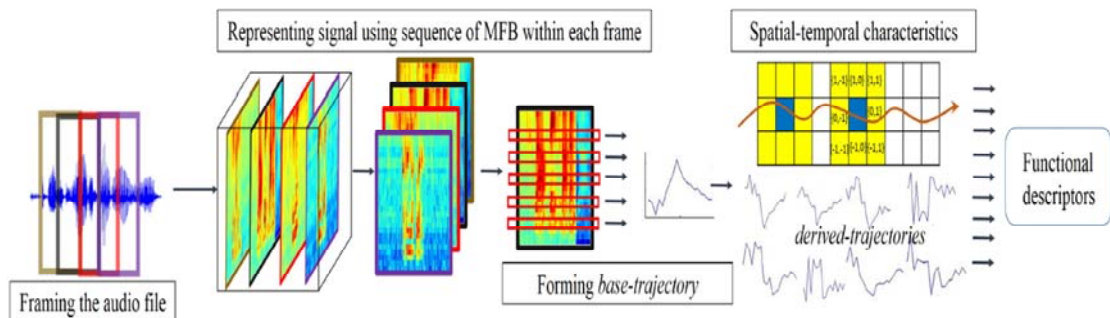 Representing signal using sequence of MFB within each frame
Spatial-temporal characteristics
{1,-1} {1,0} {1,1}
{0,-1} {0,1}
{-1,-1} {-1,0} {-1,1}
Functional
descriptors
derived-trajectories
Forming base-trajectory
Framing the audio file